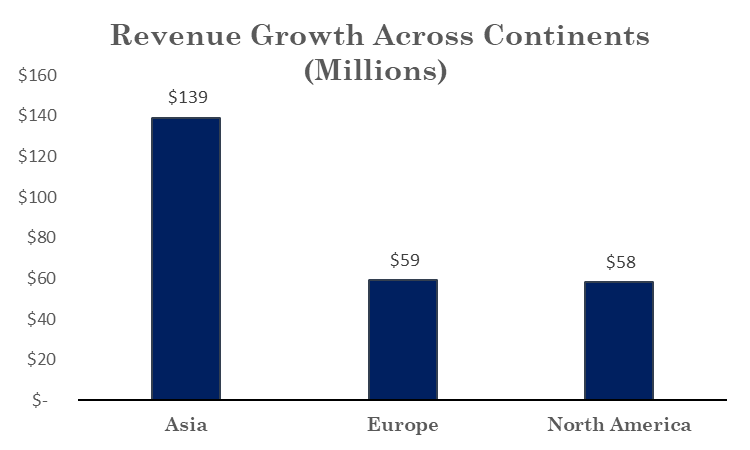 Revenue Growth Across Continents
(Millions)
$160
$140
$120
$100
$80
$60
$40
$20
$-
$139
$59
$58
Asia
Europe
North America